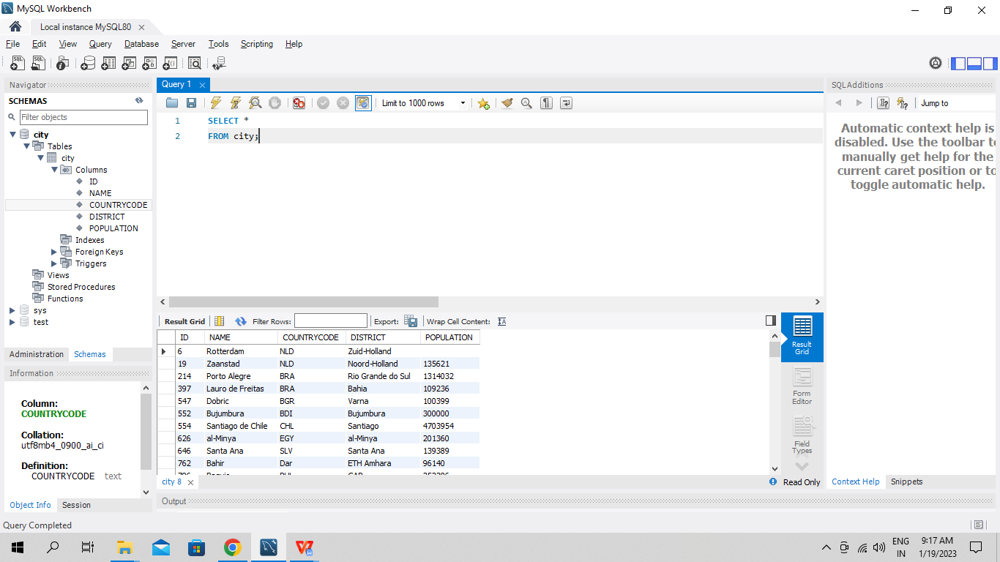 MySQL Workbench
Local instance MySQL80
File Edit View Query Database Server Tools Scripting Help
Navigator
SCHEMAS
Filter objects
city
Tables
city
Columns
ID
NAME
COUNTRYCODE
DISTRICT
POPULATION
Indexes
Foreign Keys
Triggers
Views
Stored Procedures
Functions
sys
test
Administration Schemas
Information
Column:
COUNTRYCODE
Collation:
utf8mb4_0900_ai_ci
Definition:
COUNTRYCODE text
Object Info Session
Query 1
Limit to 1000 rows
1 SELECT *
2 FROM city;
Result Grid Filter Rows: Export: Wrap Cell Content:
ID NAME COUNTRYCODE DISTRICT POPULATION
6 Rotterdam NLD Zuid-Holland
19 Zaanstad NLD Noord-Holland 135621
214 Porto Alegre BRA Rio Grande do Sul 1314032
397 Lauro de Freitas BRA Bahia 109236
547 Dobric BGR Varna 100399
552 Bujumbura BDI Bujumbura 300000
554 Santiago de Chile CHL Santiago 4703954
626 al-Minya EGY al-Minya 201360
646 Santa Ana SLV Santa Ana 139389
762 Bahir Dar ETH Amhara 96140
Result
Grid
Form
Editor
Field
Types
city 8
Read Only
Output
SQLAdditions
Jump to
Automatic context help is
disabled. Use the toolbar to
manually get help for the
current caret position or to
toggle automatic help.
Context Help Snippets
Query Completed
ENG
IN
9:17 AM
1/19/2023